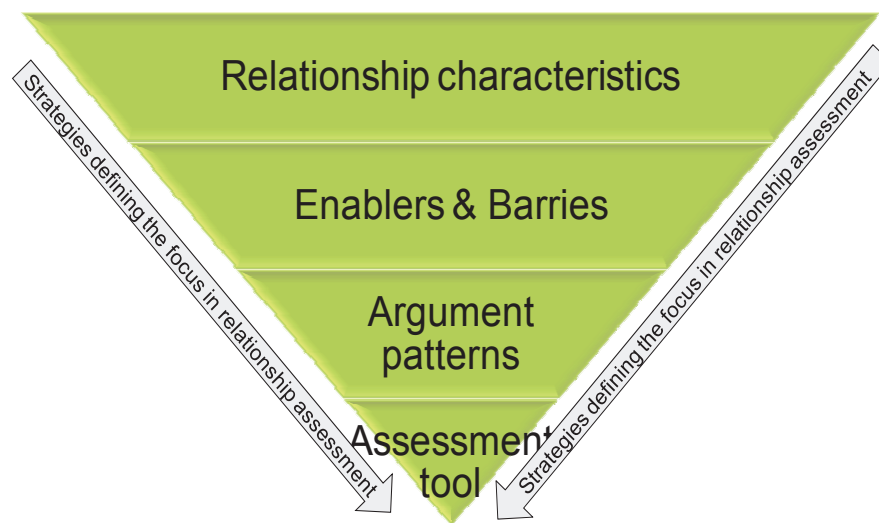 Relationship characteristics
Enablers & Barries
Argument
patterns
Assessment
tool
Strategies defining the focus in relationship assessment
Strategies defining the focus in relationship assessment